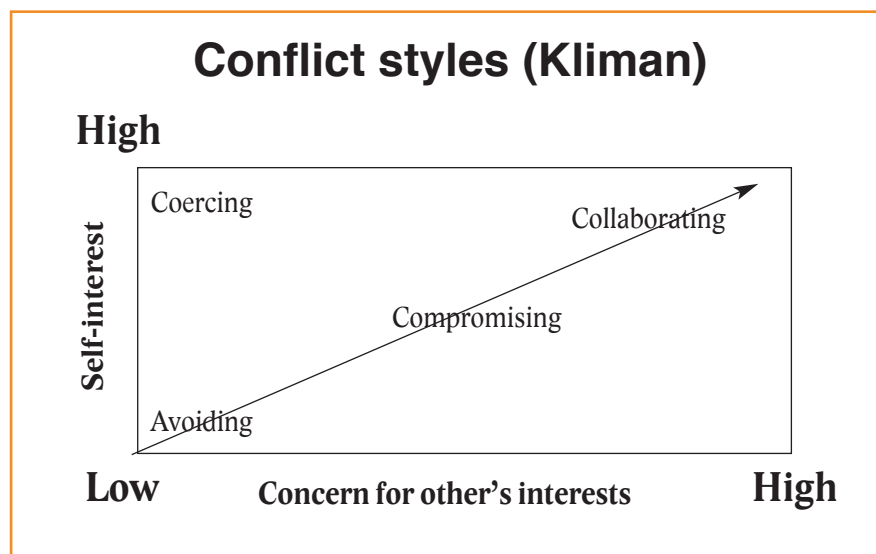 Conflict styles (Kliman)
High
Coercing
Collaborating
Self-interest
Compromising
Avoiding
Low
Concern for other’s interests
High